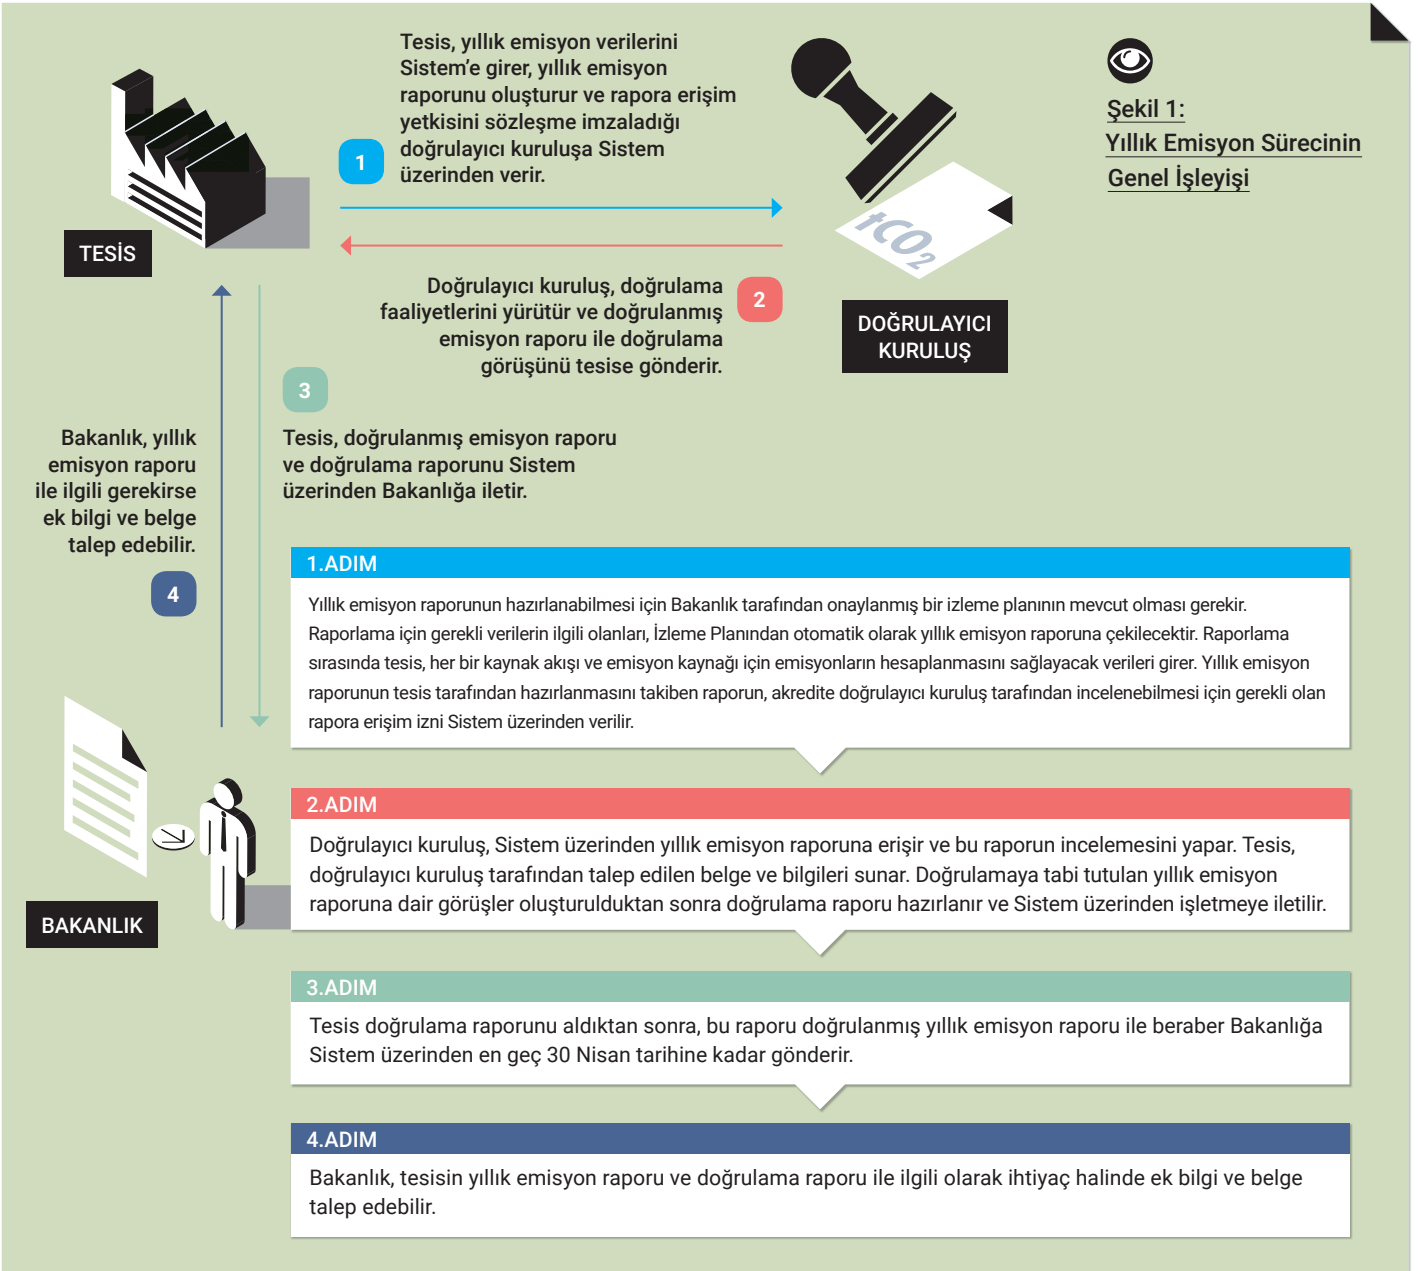 Tesis, yıllık emisyon verilerini
Sistem’e girer, yıllık emisyon
raporunu oluşturur ve rapora erişim
yetkisini sözleşme imzaladığı
doğrulayıcı kuruluşa Sistem
üzerinden verir.
1
Şekil 1:
Yıllık Emisyon Sürecinin
Genel İşleyişi
TESİS
tCO2
Doğrulayıcı kuruluş, doğrulama
faaliyetlerini yürütür ve doğrulanmış
emisyon raporu ile doğrulama
görüşünü tesise gönderir.
2
DOĞRULAYICI
KURULUŞ
3
Tesis, doğrulanmış emisyon raporu
ve doğrulama raporunu Sistem
üzerinden Bakanlığa iletir.
Bakanlık, yıllık
emisyon raporu
ile ilgili gerekirse
ek bilgi ve belge
talep edebilir.
4
BAKANLIK
1.ADIM
Yıllık emisyon raporunun hazırlanabilmesi için Bakanlık tarafından onaylanmış bir izleme planının mevcut olması gerekir.
Raporlama için gerekli verilerin ilgili olanları, İzleme Planından otomatik olarak yıllık emisyon raporuna çekilecektir. Raporlama
sırasında tesis, her bir kaynak akışı ve emisyon kaynağı için emisyonların hesaplanmasını sağlayacak verileri girer. Yıllık emisyon
raporunun tesis tarafından hazırlanmasını takiben raporun, akredite doğrulayıcı kuruluş tarafından incelenebilmesi için gerekli olan
rapora erişim izni Sistem üzerinden verilir.
2.ADIM
Doğrulayıcı kuruluş, Sistem üzerinden yıllık emisyon raporuna erişir ve bu raporun incelemesini yapar. Tesis,
doğrulayıcı kuruluş tarafından talep edilen belge ve bilgileri sunar. Doğrulamaya tabi tutulan yıllık emisyon
raporuna dair görüşler oluşturulduktan sonra doğrulama raporu hazırlanır ve Sistem üzerinden işletmeye iletilir.
3.ADIM
Tesis doğrulama raporunu aldıktan sonra, bu raporu doğrulanmış yıllık emisyon raporu ile beraber Bakanlığa
Sistem üzerinden en geç 30 Nisan tarihine kadar gönderir.
4.ADIM
Bakanlık, tesisin yıllık emisyon raporu ve doğrulama raporu ile ilgili olarak ihtiyaç halinde ek bilgi ve belge
talep edebilir.